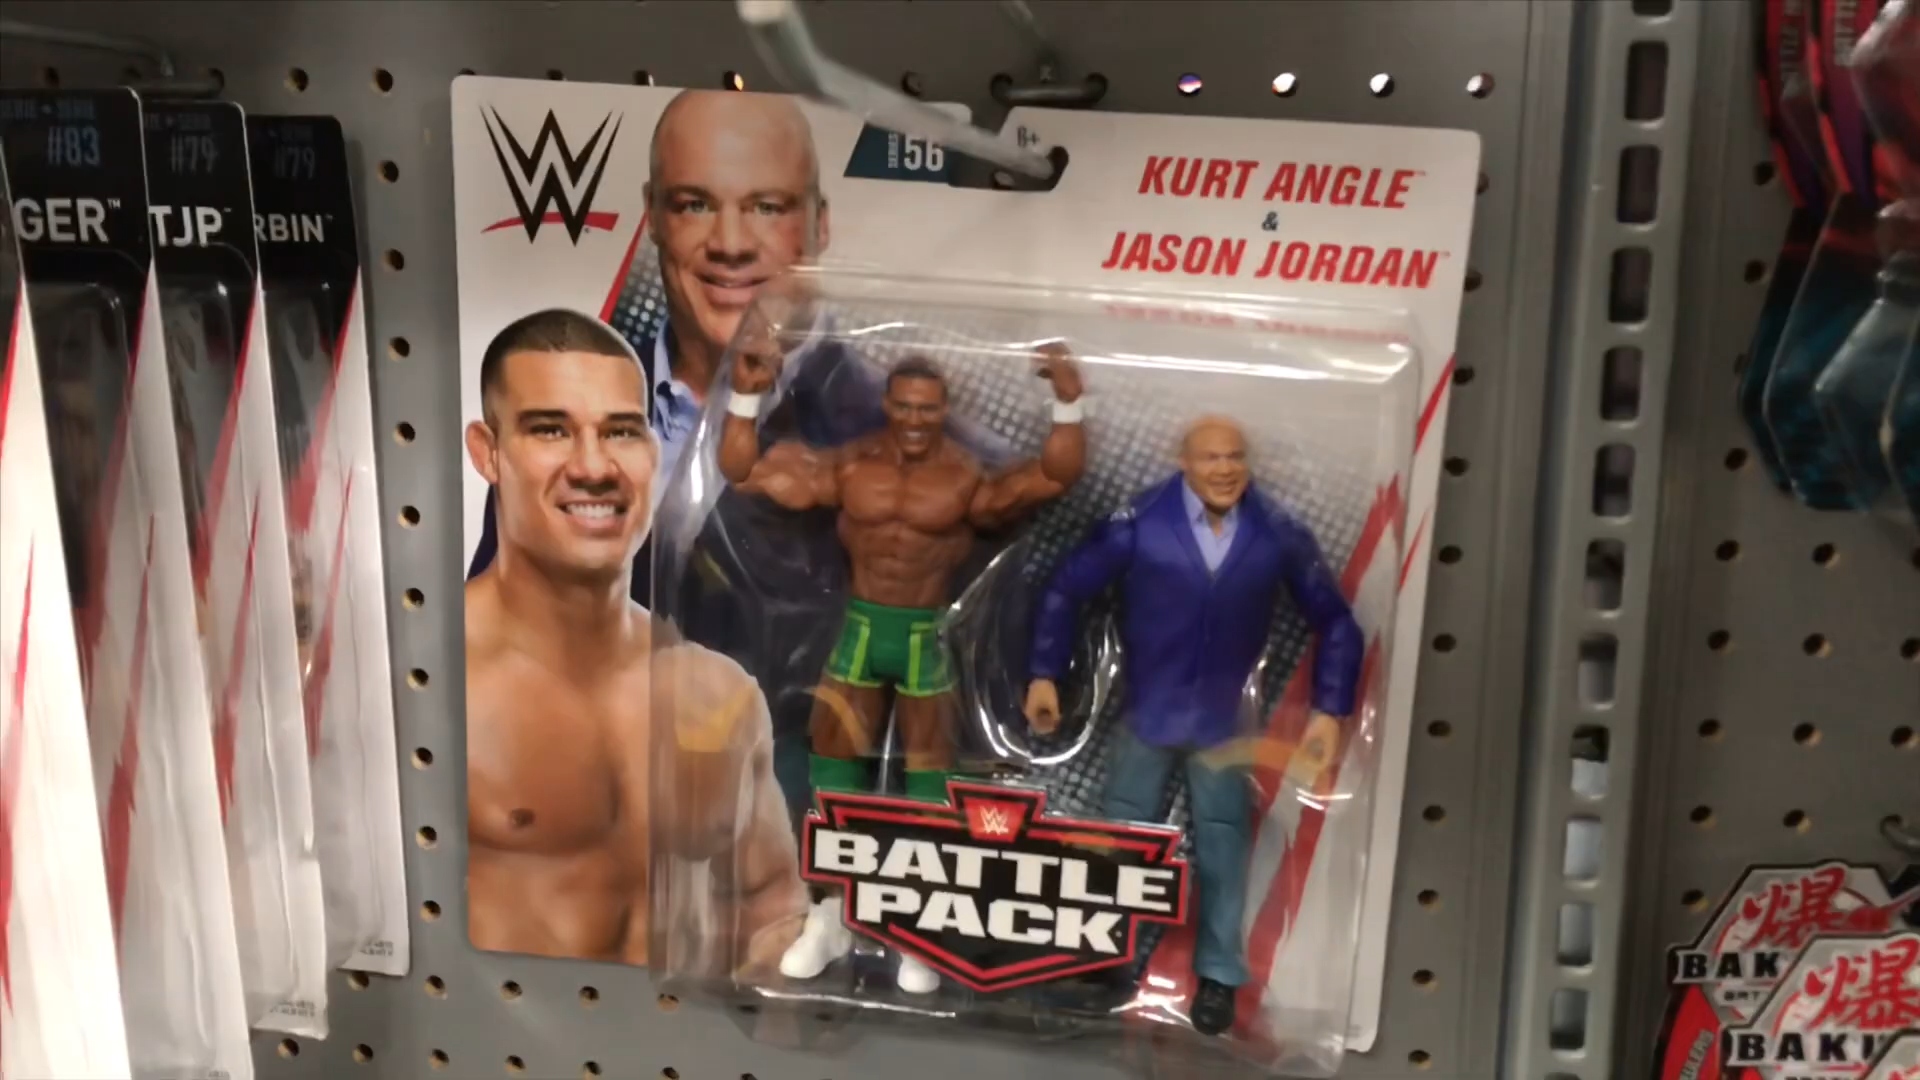 #83
GER™
#79
TJP™
#79
RBIN™
W
SERIES 56
6+
KURT ANGLE™
&
JASON JORDAN™
W
BATTLE
PACK
爆
BAK
爆
BAKU